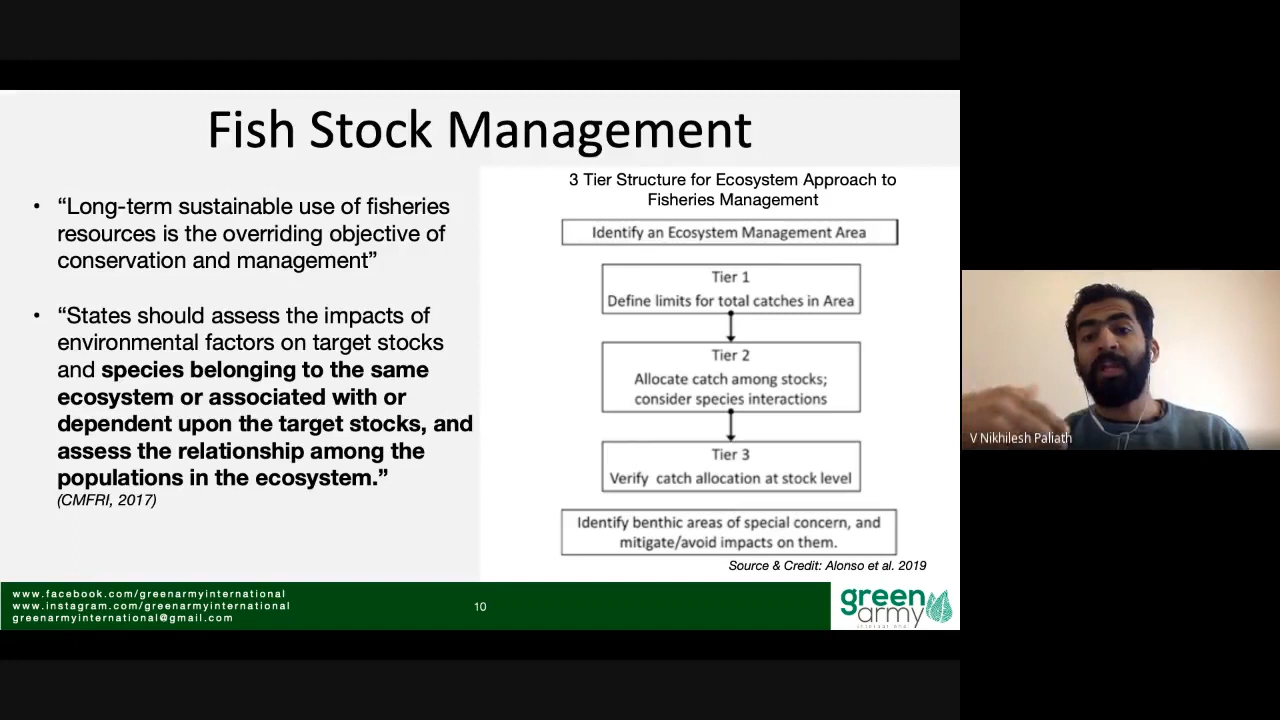 Fish Stock Management
• “Long-term sustainable use of fisheries
resources is the overriding objective of
conservation and management”
• “States should assess the impacts of
environmental factors on target stocks
and species belonging to the same
ecosystem or associated with or
dependent upon the target stocks, and
assess the relationship among the
populations in the ecosystem.”
(CMFRI, 2017)
3 Tier Structure for Ecosystem Approach to
Fisheries Management
Identify an Ecosystem Management Area
Tier 1
Define limits for total catches in Area
Tier 2
Allocate catch among stocks;
consider species interactions
Tier 3
Verify catch allocation at stock level
Identify benthic areas of special concern, and
mitigate/avoid impacts on them.
Source & Credit: Alonso et al. 2019
www.facebook.com/greenarmyinternational
www.instagram.com/greenarmyinternational
greenarmyinternational@gmail.com
10
green
army
V Nikhilesh Paliath